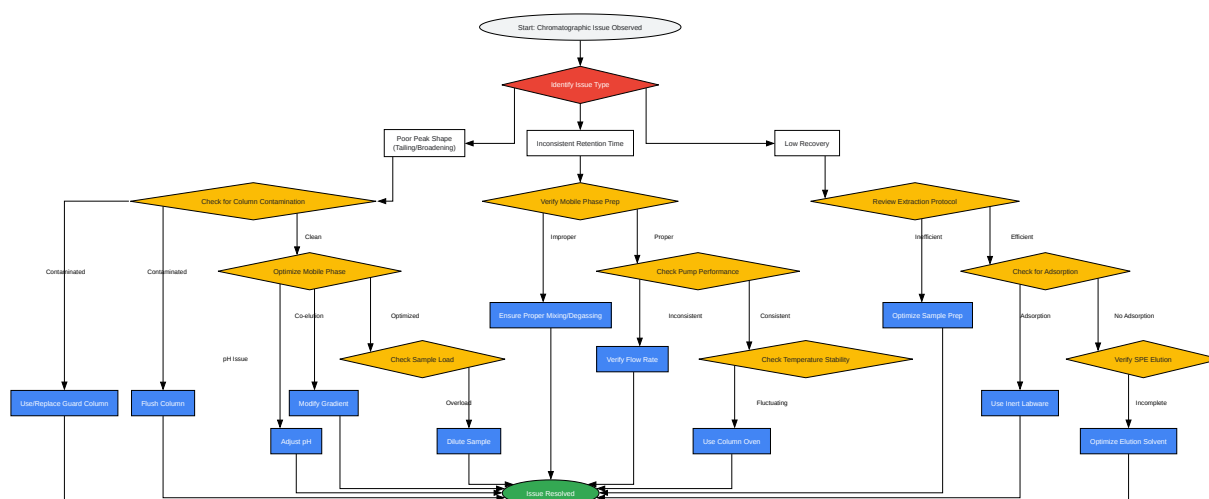 Start: Chromatographic Issue Observed
Identify Issue Type
Poor Peak Shape
(Tailing/Broadening)
Inconsistent Retention Time
Low Recovery
Check for Column Contamination
Verify Mobile Phase Prep
Review Extraction Protocol
Clean
Improper
Proper
Inefficient
Efficient
Contaminated
Contaminated
Optimize Mobile Phase
Check Pump Performance
Check for Adsorption
Co-elution
Optimized
Ensure Proper Mixing/Degassing
Inconsistent
Consistent
Optimize Sample Prep
Adsorption
No Adsorption
pH Issue
Check Sample Load
Verify Flow Rate
Check Temperature Stability
Verify SPE Elution
Use/Replace Guard Column
Flush Column
Modify Gradient
Overload
Fluctuating
Use Inert Labware
Incomplete
Adjust pH
Dilute Sample
Use Column Oven
Optimize Elution Solvent
Issue Resolved